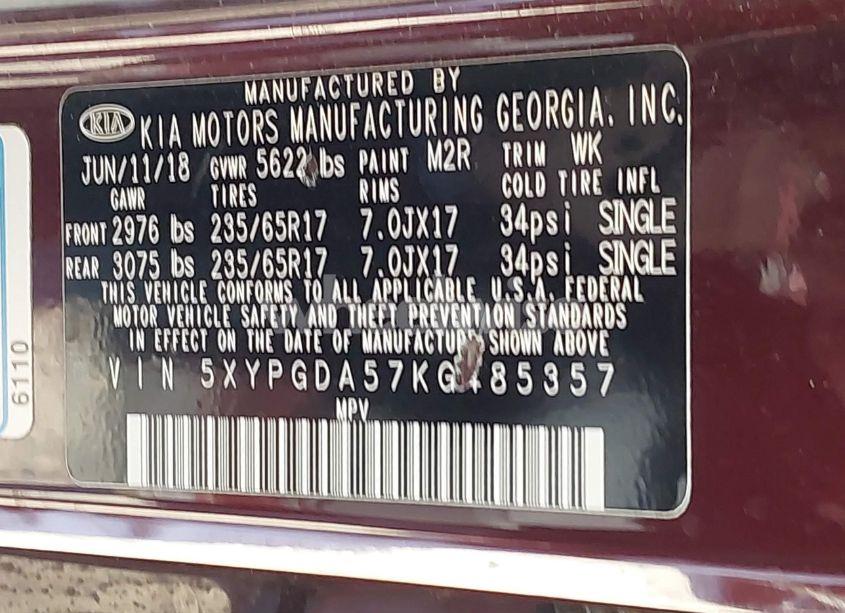 MANUFACTURED BY
KIA KIA MOTORS MANUFACTURING GEORGIA, INC.
JUN/11/18 GVWR 5622 lbs PAINT M2R TRIM WK
GAWR TIRES RIMS COLD TIRE INFL
FRONT 2976 lbs 235/65R17 7.0JX17 34psi SINGLE
REAR 3075 lbs 235/65R17 7.0JX17 34psi SINGLE
THIS VEHICLE CONFORMS TO ALL APPLICABLE U.S.A. FEDERAL
MOTOR VEHICLE SAFETY AND THEFT PREVENTION STANDARDS
IN EFFECT ON THE DATE OF MANUFACTURE SHOWN ABOVE
VIN
MPV
6110